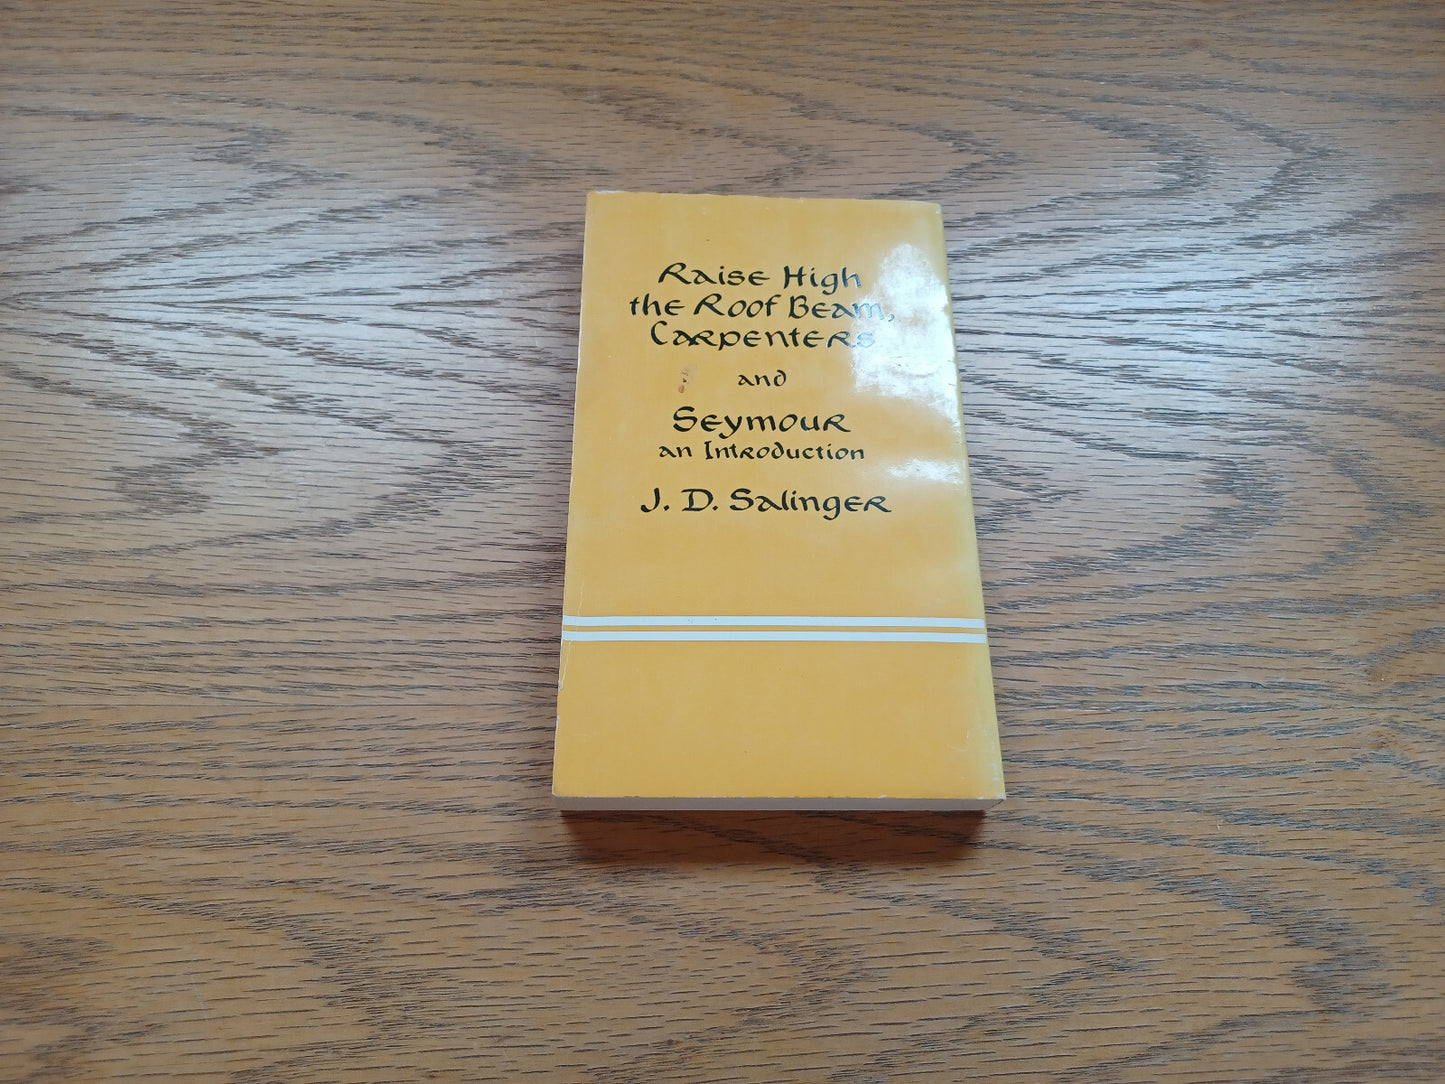 Raise High
the Roof Beam,
Carpenters
and
Seymour
an Introduction
J. D. Salinger